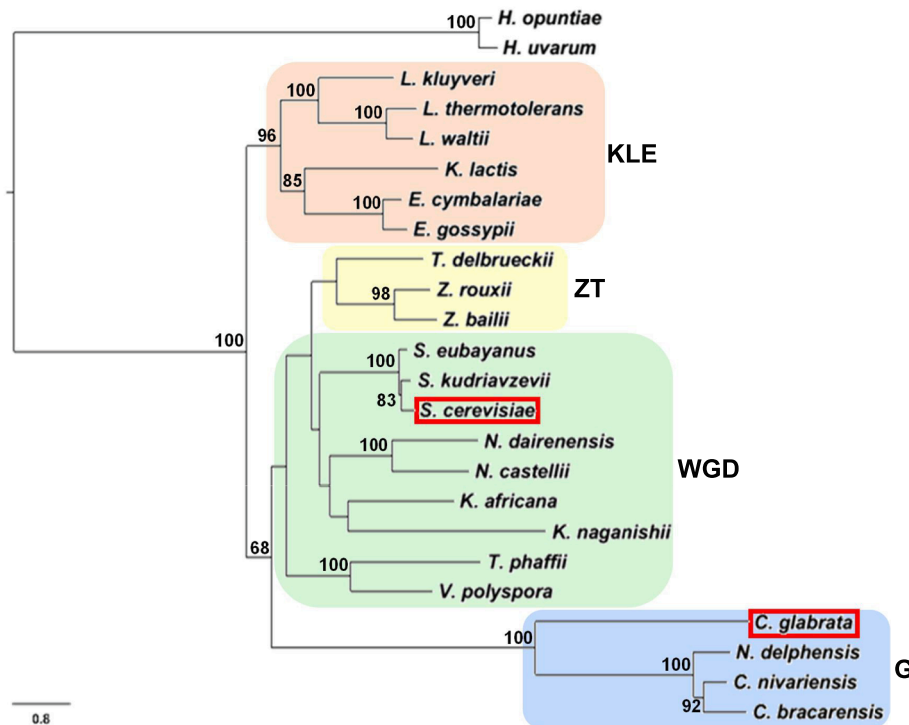 100
H. opuntiae
H. uvarum
L. kluyveri
100
L. thermotolerans
100
L. waltii
96
KLE
K. lactis
85
E. cymbalariae
100
E. gossypii
T. delbrueckii
Z. rouxii
98
ZT
Z. bailii
100
S. eubayanus
100
S. kudriavzevii
83
S. cerevisiae
N. dairenensis
100
N. castellii
WGD
K. africana
K. naganishii
68
T. phaffii
100
V. polyspora
C. glabrata
100
N. delphensis
100
G
C. nivariensis
92
C. bracarensis
0.8